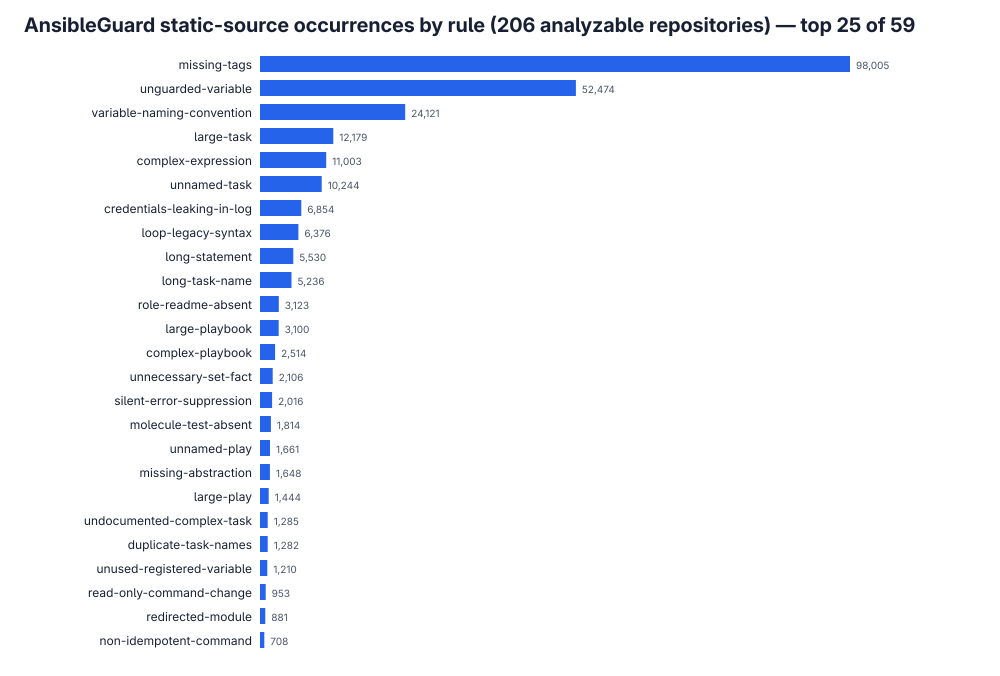 AnsibleGuard static-source occurrences by rule (206 analyzable repositories) — top 25 of 59
missing-tags 98,005
unguarded-variable 52,474
variable-naming-convention 24,121
large-task 12,179
complex-expression 11,003
unnamed-task 10,244
credentials-leaking-in-log 6,854
loop-legacy-syntax 6,376
long-statement 5,530
long-task-name 5,236
role-readme-absent 3,123
large-playbook 3,100
complex-playbook 2,514
unnecessary-set-fact 2,106
silent-error-suppression 2,016
molecule-test-absent 1,814
unnamed-play 1,661
missing-abstraction 1,648
large-play 1,444
undocumented-complex-task 1,285
duplicate-task-names 1,282
unused-registered-variable 1,210
read-only-command-change 953
redirected-module 881
non-idempotent-command 708